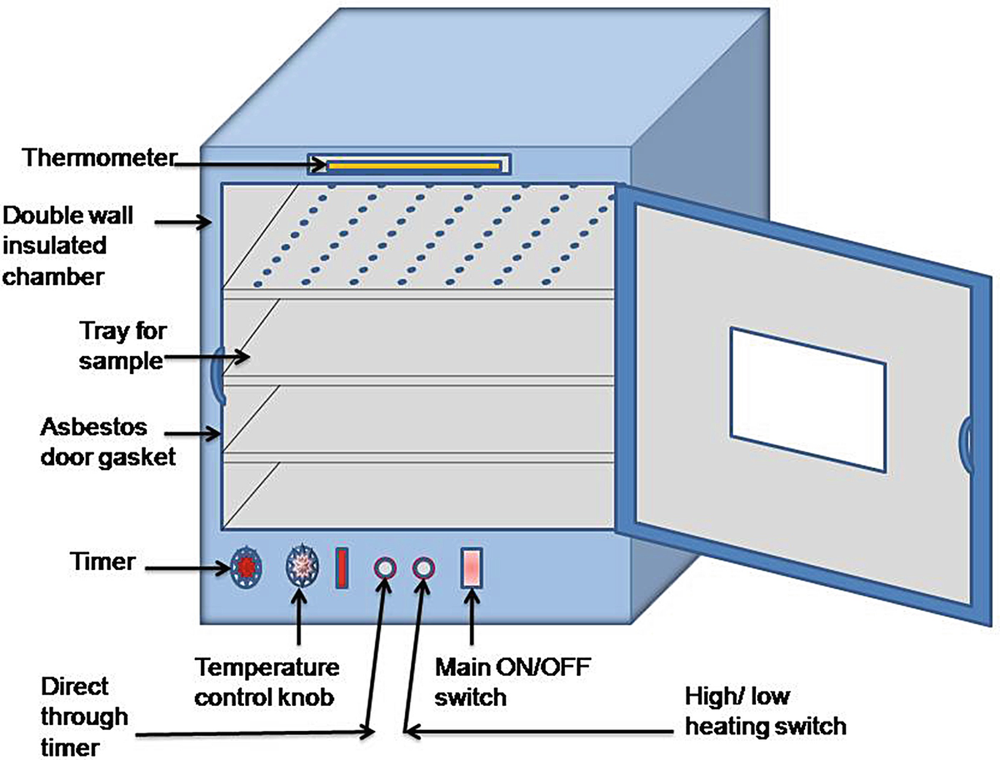 Thermometer
Double wall
insulated
chamber
Tray for
sample
Asbestos
door gasket
Timer
Temperature
control knob
Main ON/OFF
switch
Direct
through
timer
High/ low
heating switch